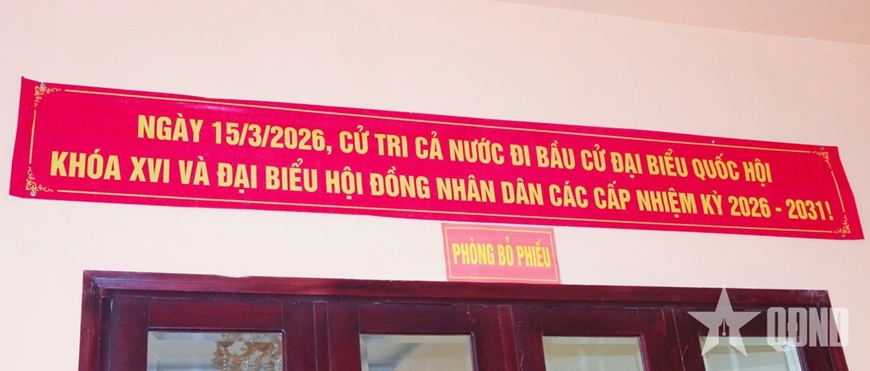 NGÀY 15/3/2026, CỬ TRI CẢ NƯỚC ĐI BẦU CỬ ĐẠI BIỂU QUỐC HỘI
KHÓA XVI VÀ ĐẠI BIỂU HỘI ĐỒNG NHÂN DÂN CÁC CẤP NHIỆM KỲ 2026 - 2031!
PHÒNG BỎ PHIẾU
QĐND